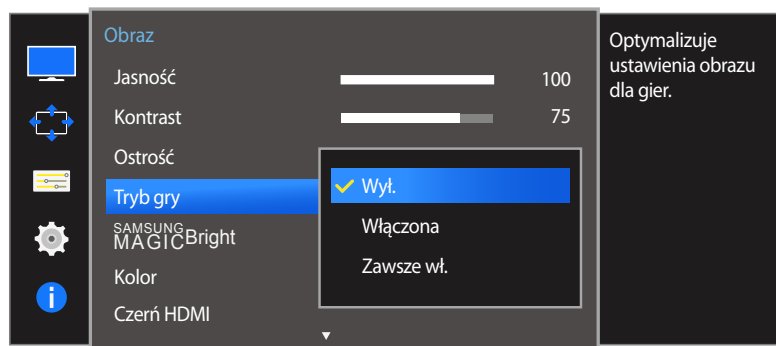 Obraz
Jasność 100
Kontrast 75
Ostrość
Tryb gry
SAMSUNG
MAGICBright
Kolor
Czerń HDMI
Wył.
Włączona
Zawsze wł.
Optymalizuje
ustawienia obrazu
dla gier.